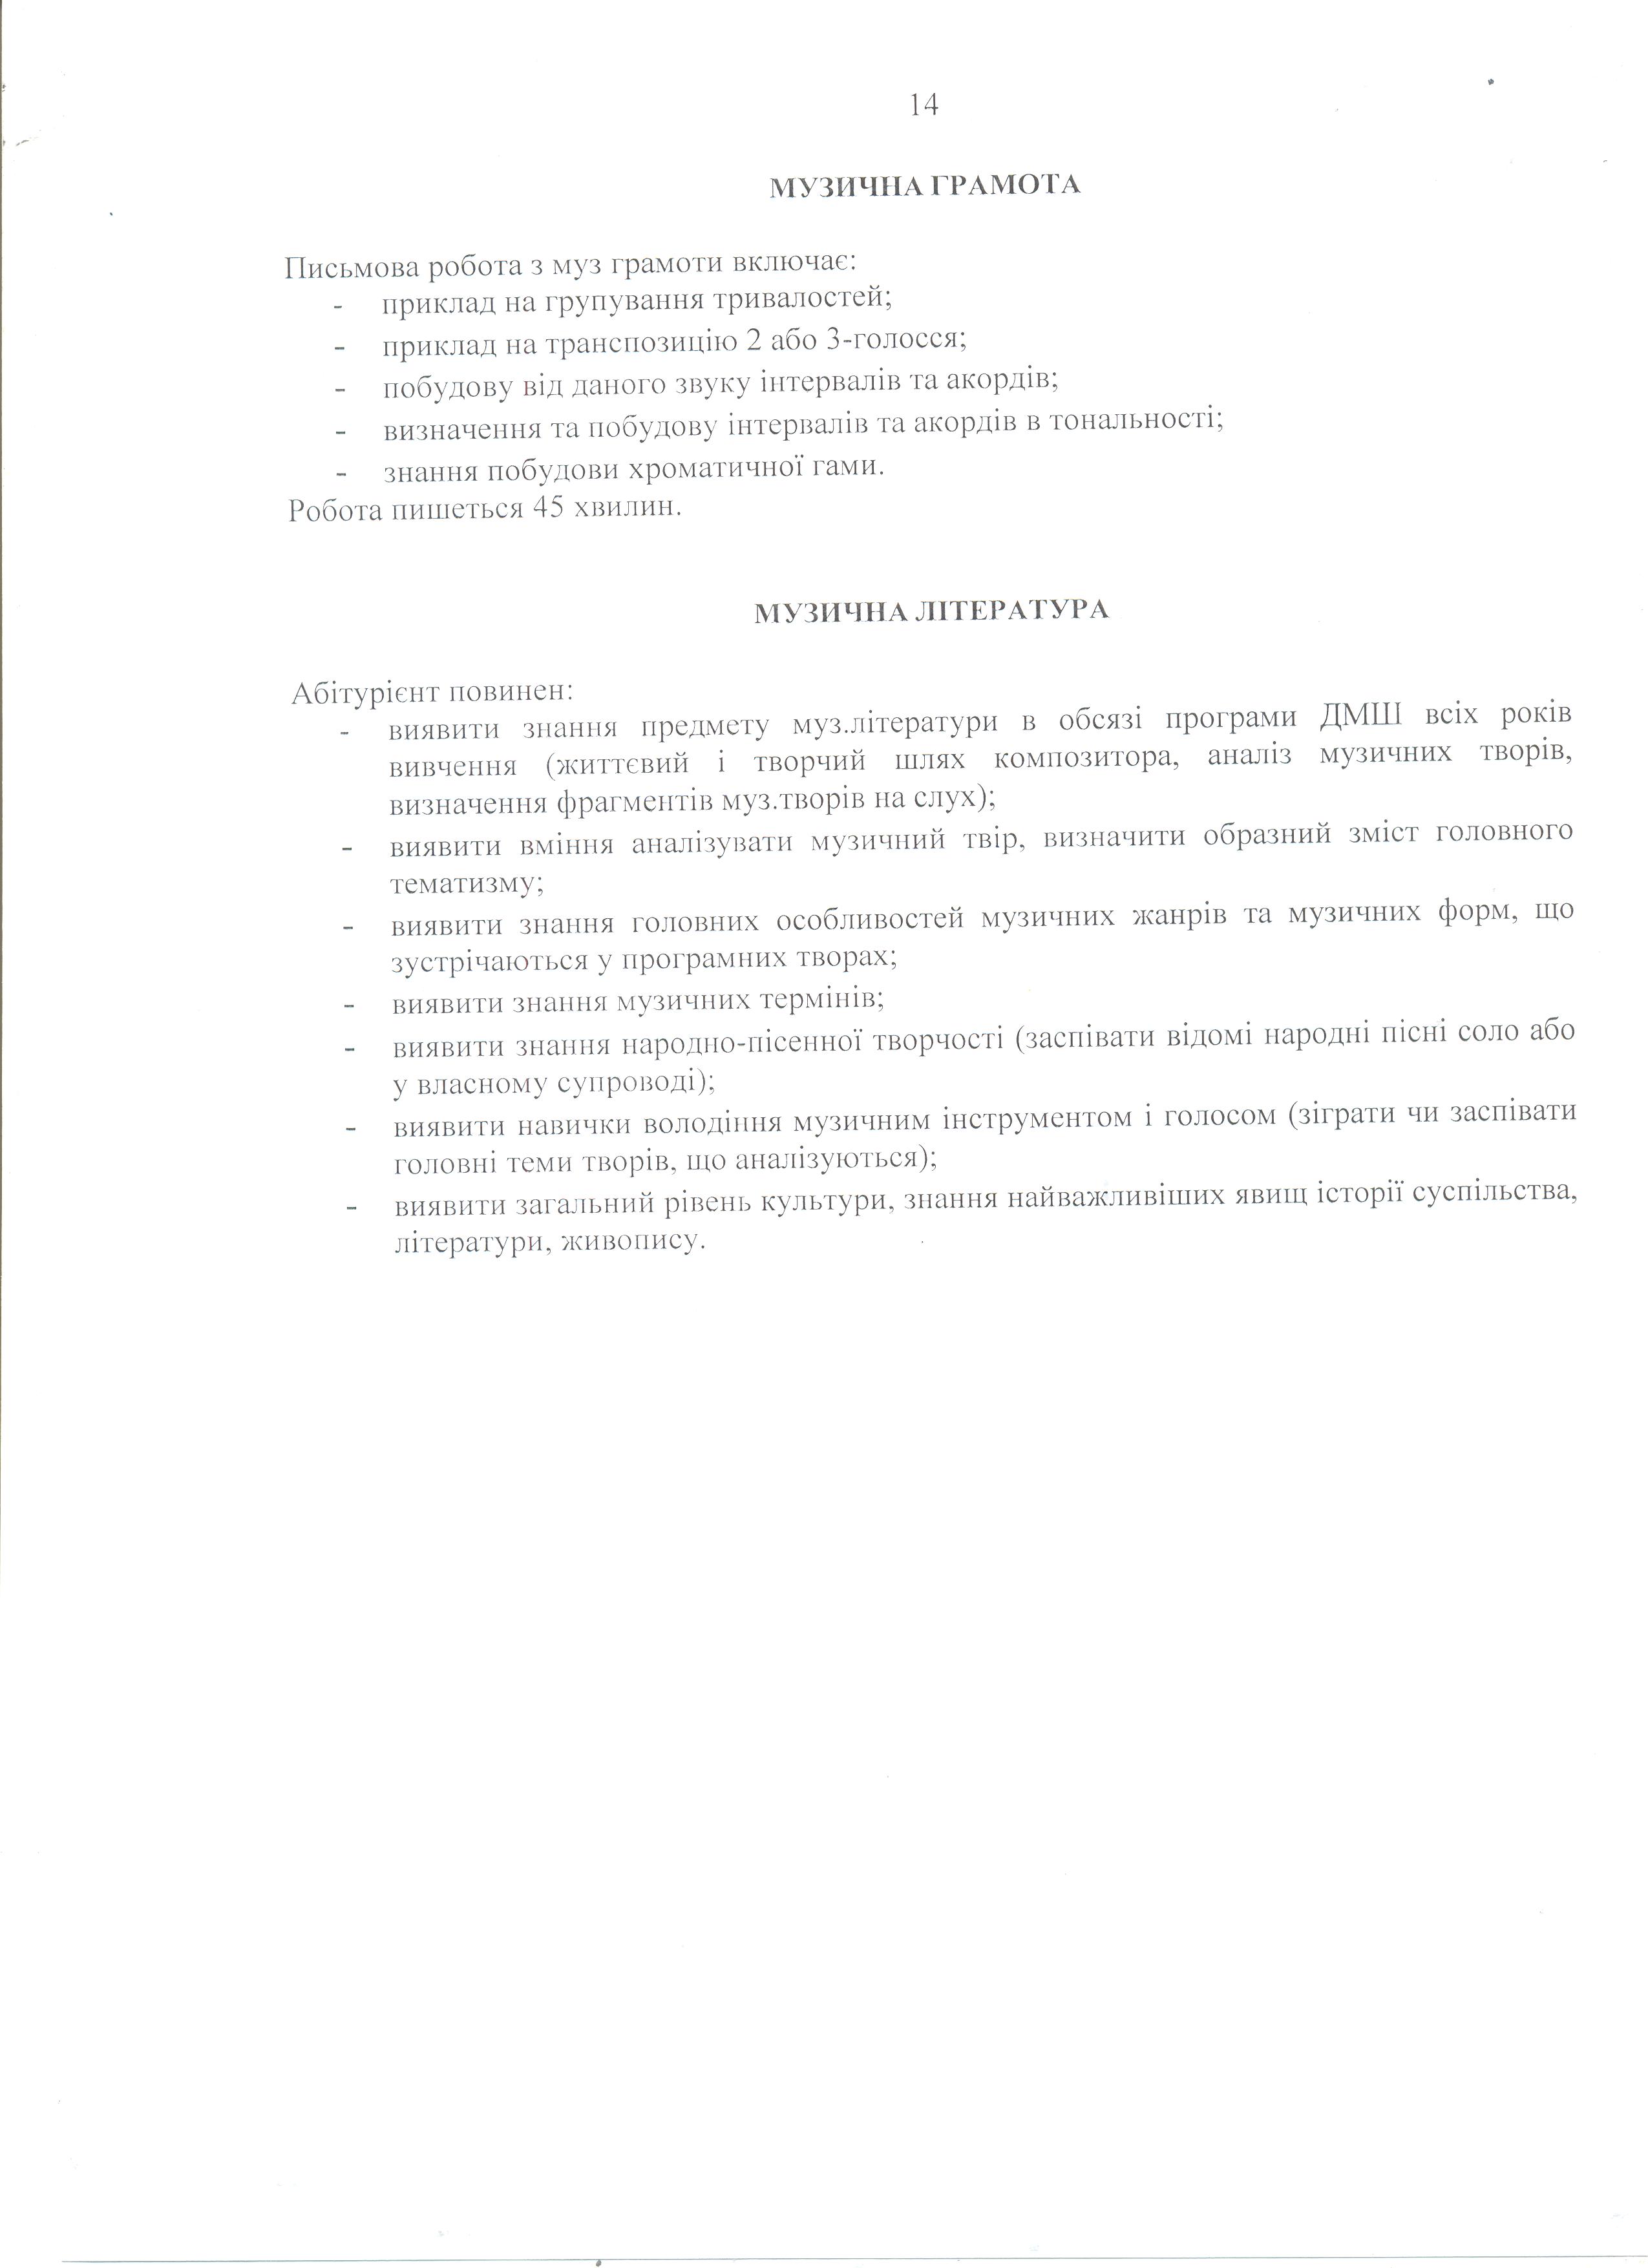 14
МУЗИЧНА ГРАМОТА
Письмова робота з муз грамоти включає:
- приклад на групування тривалостей;
- приклад на транспозицію 2 або 3-голосся;
- побудову від даного звуку інтервалів та акордів;
- визначення та побудову інтервалів та акордів в тональності;
- знання побудови хроматичної гами.
Робота пишеться 45 хвилин.
МУЗИЧНА ЛІТЕРАТУРА
Абітурієнт повинен:
- виявити знання предмету муз.літератури в обсязі програми ДМШ всіх років
вивчення (життєвий і творчий шлях композитора, аналіз музичних творів,
визначення фрагментів муз.творів на слух);
- виявити вміння аналізувати музичний твір, визначити образний зміст головного
тематизму;
- виявити знання головних особливостей музичних жанрів та музичних форм, що
зустрічаються у програмних творах;
- виявити знання музичних термінів;
- виявити знання народно-пісенної творчості (заспівати відомі народні пісні соло або
у власному супроводі);
- виявити навички володіння музичним інструментом і голосом (зіграти чи заспівати
головні теми творів, що аналізуються);
- виявити загальний рівень культури, знання найважливіших явищ історії суспільства,
літератури, живопису.